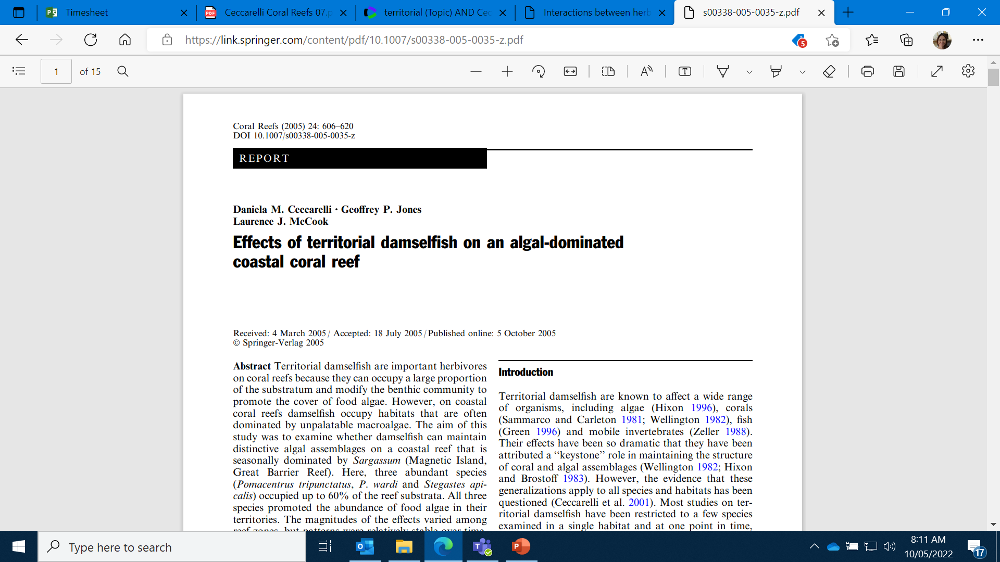 Timesheet
Ceccarelli Coral Reefs 07.p
territorial (Topic) AND Cec
Interactions between herb
s00338-005-0035-z.pdf
https://link.springer.com/content/pdf/10.1007/s00338-005-0035-z.pdf
5
1 of 15
Coral Reefs (2005) 24: 606–620
DOI 10.1007/s00338-005-0035-z
REPORT
Daniela M. Ceccarelli · Geoffrey P. Jones
Laurence J. McCook
Effects of territorial damselfish on an algal-dominated
coastal coral reef
Received: 4 March 2005 / Accepted: 18 July 2005 / Published online: 5 October 2005
© Springer-Verlag 2005
Abstract Territorial damselfish are important herbivores
on coral reefs because they can occupy a large proportion
of the substratum and modify the benthic community to
promote the cover of food algae. However, on coastal
coral reefs damselfish occupy habitats that are often
dominated by unpalatable macroalgae. The aim of this
study was to examine whether damselfish can maintain
distinctive algal assemblages on a coastal reef that is
seasonally dominated by Sargassum (Magnetic Island,
Great Barrier Reef). Here, three abundant species
(Pomacentrus tripunctatus, P. wardi and Stegastes api-
calis) occupied up to 60% of the reef substrata. All three
species promoted the abundance of food algae in their
territories. The magnitudes of the effects varied among
reef zones, but patterns were relatively stable over time.
Introduction
Territorial damselfish are known to affect a wide range
of organisms, including algae (Hixon 1996), corals
(Sammarco and Carleton 1981; Wellington 1982), fish
(Green 1996) and mobile invertebrates (Zeller 1988).
Their effects have been so dramatic that they have been
attributed a ‘‘keystone’’ role in maintaining the structure
of coral and algal assemblages (Wellington 1982; Hixon
and Brostoff 1983). However, the evidence that these
generalizations apply to all species and habitats has been
questioned (Ceccarelli et al. 2001). Most studies on ter-
ritorial damselfish have been restricted to a few species
examined in a single habitat and at one point in time,
Type here to search
8:11 AM
10/05/2022
17